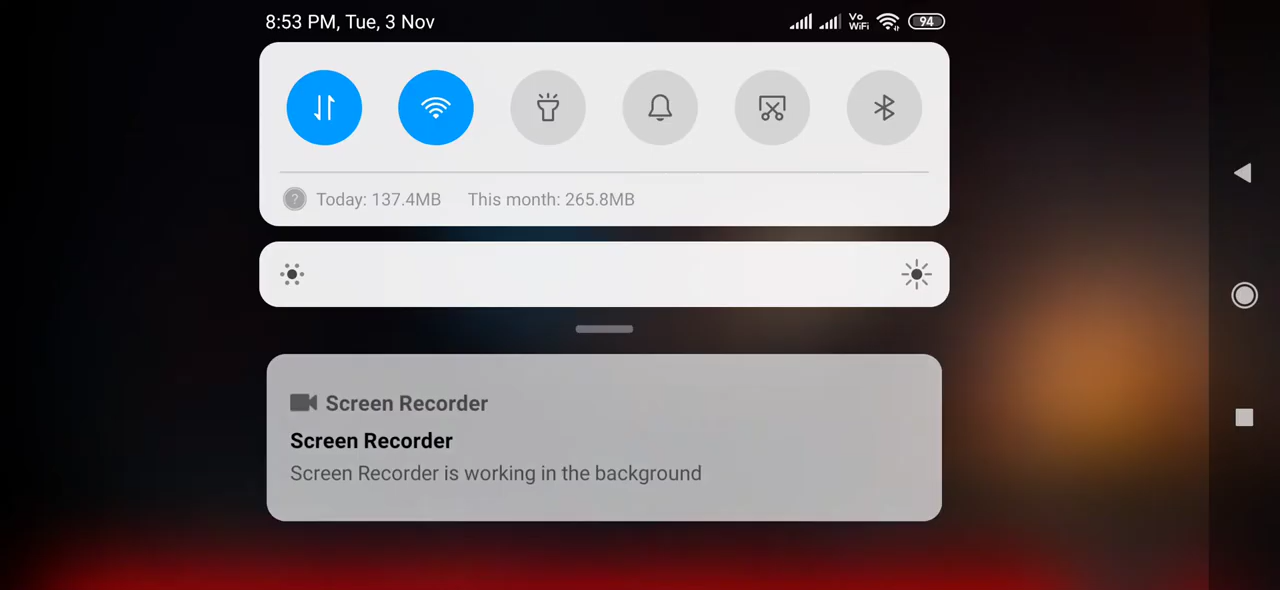 8:53 PM, Tue, 3 Nov Vo WiFi 94
? Today: 137.4MB This month: 265.8MB
Screen Recorder
Screen Recorder
Screen Recorder is working in the background